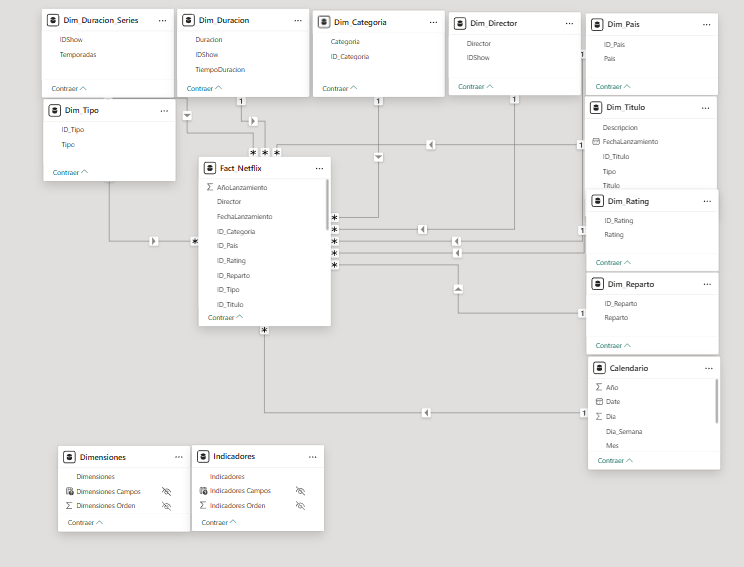 Dim_Duracion_Series
IDShow
Temporadas
Contraer
Dim_Duracion
Duracion
IDShow
TiempoDuracion
Contraer
Dim_Categoria
Categoria
ID_Categoria
Contraer
Dim_Director
Director
IDShow
Contraer
Dim_Pais
ID_Pais
Pais
Contraer
Dim_Tipo
ID_Tipo
Tipo
Contraer
Dim_Titulo
Descripcion
FechaLanzamiento
ID_Titulo
Tipo
Titulo
Fact_Netflix
AñoLanzamiento
Director
FechaLanzamiento
ID_Categoria
ID_Pais
ID_Rating
ID_Reparto
ID_Tipo
ID_Titulo
Contraer
Dim_Rating
ID_Rating
Rating
Contraer
Dim_Reparto
ID_Reparto
Reparto
Contraer
Calendario
Año
Date
Dia
Dia_Semana
Mes
Contraer
Dimensiones
Dimensiones
Dimensiones Campos
Dimensiones Orden
Contraer
Indicadores
Indicadores
Indicadores Campos
Indicadores Orden
Contraer
1
1
1
1
1
1
1
1